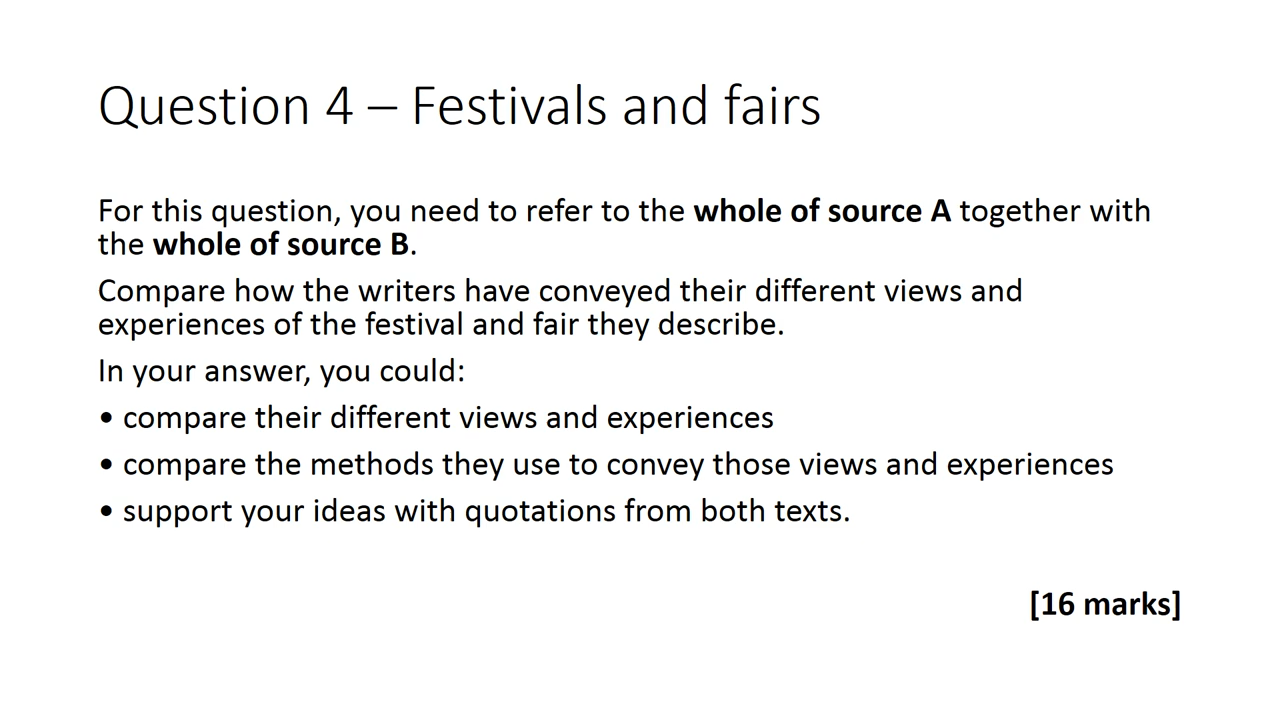 Question 4 – Festivals and fairs
For this question, you need to refer to the whole of source A together with
the whole of source B.
Compare how the writers have conveyed their different views and
experiences of the festival and fair they describe.
In your answer, you could:
• compare their different views and experiences
• compare the methods they use to convey those views and experiences
• support your ideas with quotations from both texts.
[16 marks]